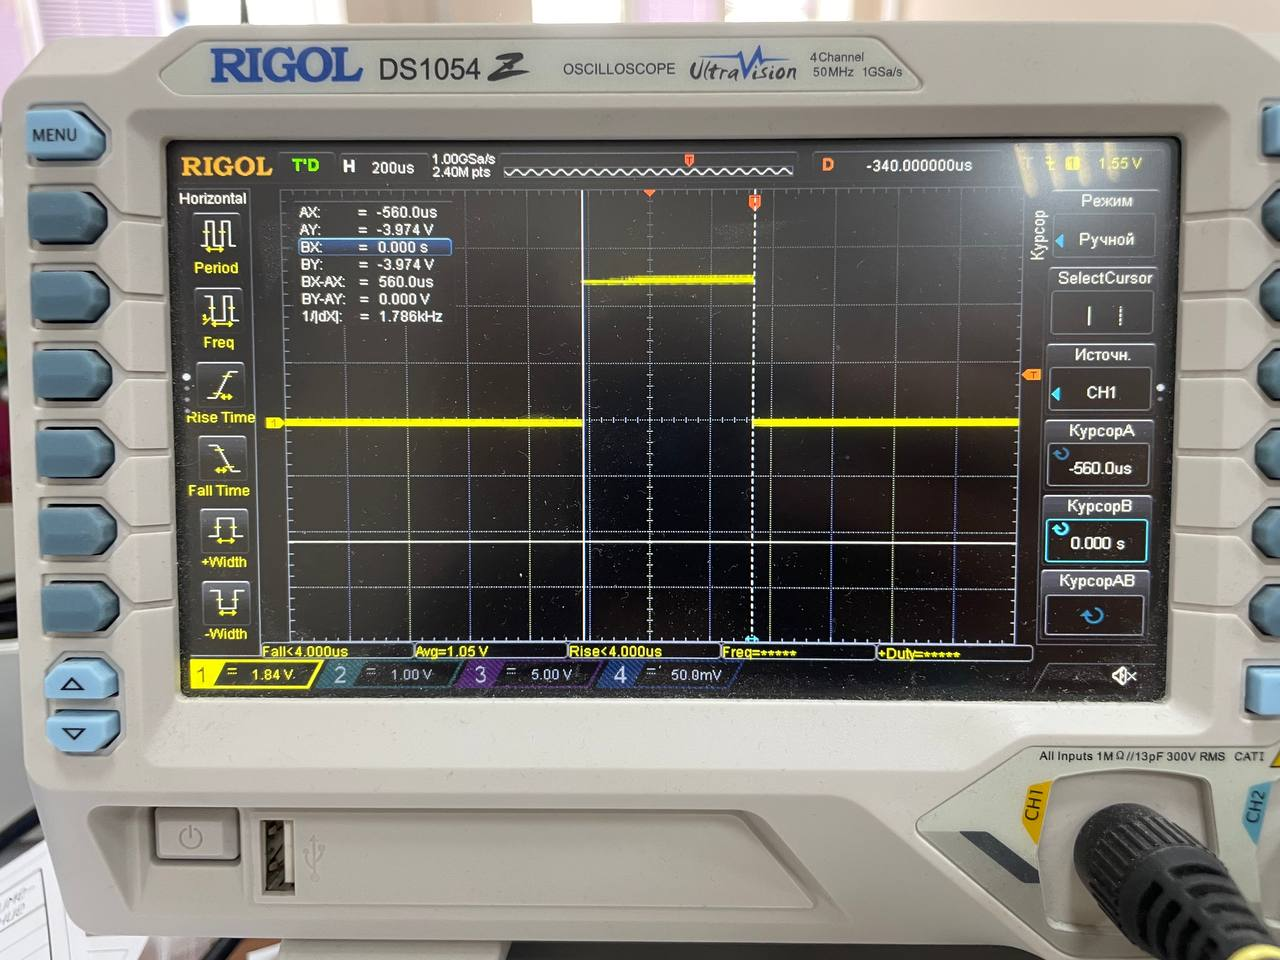 RIGOL DS1054 Z OSCILLOSCOPE UltraVision 4 Channel
50MHz 1GSa/s
MENU
RIGOL T'D H 200us 1.00GSa/s
2.40M pts
T D -340.000000us T 1 1.55 V
Horizontal
Period
Freq
Rise Time
Fall Time
+Width
-Width
AX: = -560.0us
AY: = -3.974 V
BX: = 0.000 s
BY: = -3.974 V
BX-AX: = 560.0us
BY-AY: = 0.000 V
1/|dX|: = 1.786kHz
T
1
T
Курсор
Режим
Ручной
SelectCursor
Источн.
CH1
КурсорA
-560.0us
КурсорB
0.000 s
КурсорAB
Fall<4.000us Avg=1.05 V Rise<4.000us Freq=***** +Duty=*****
1 = 1.84 V 2 = 1.00 V 3 = 5.00 V 4 = 50.0mV
All Inputs 1MΩ//13pF 300V RMS CATI
CH1
CH2